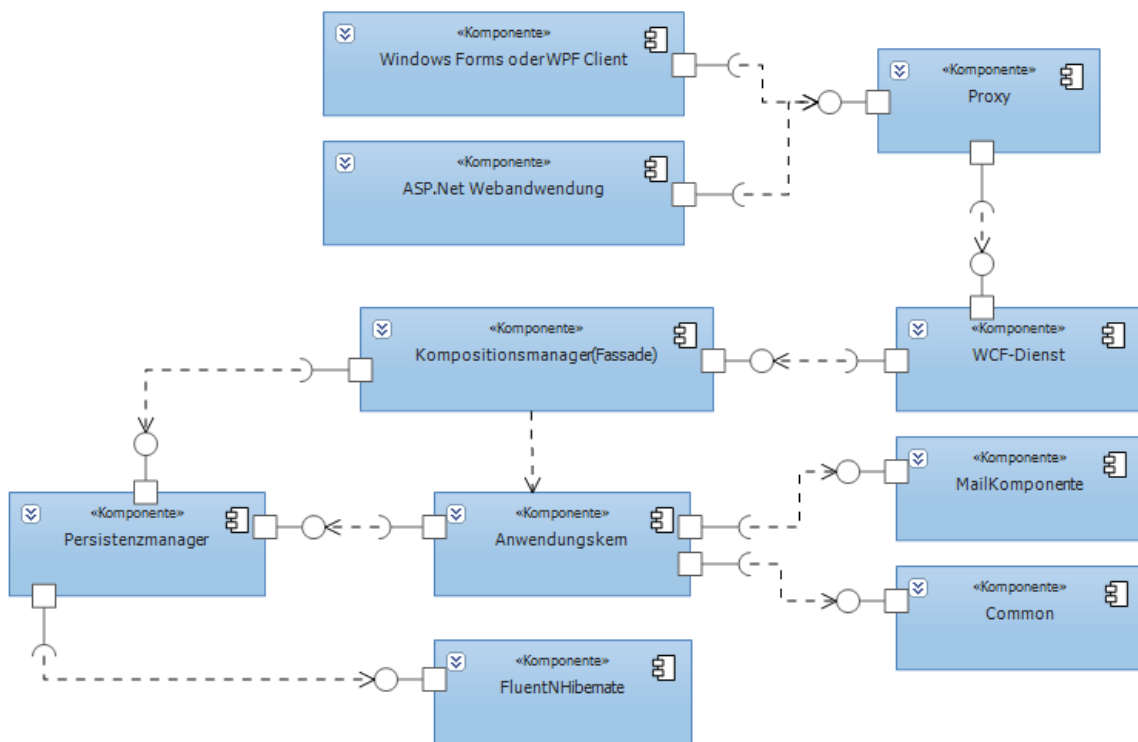 «Komponente»
Windows Forms oder WPF Client
«Komponente»
Proxy
«Komponente»
ASP.Net Webandwendung
«Komponente»
Kompositionsmanager(Fassade)
«Komponente»
WCF-Dienst
«Komponente»
MailKomponente
«Komponente»
Persistenzmanager
«Komponente»
Anwendungskern
«Komponente»
Common
«Komponente»
FluentNHibernate